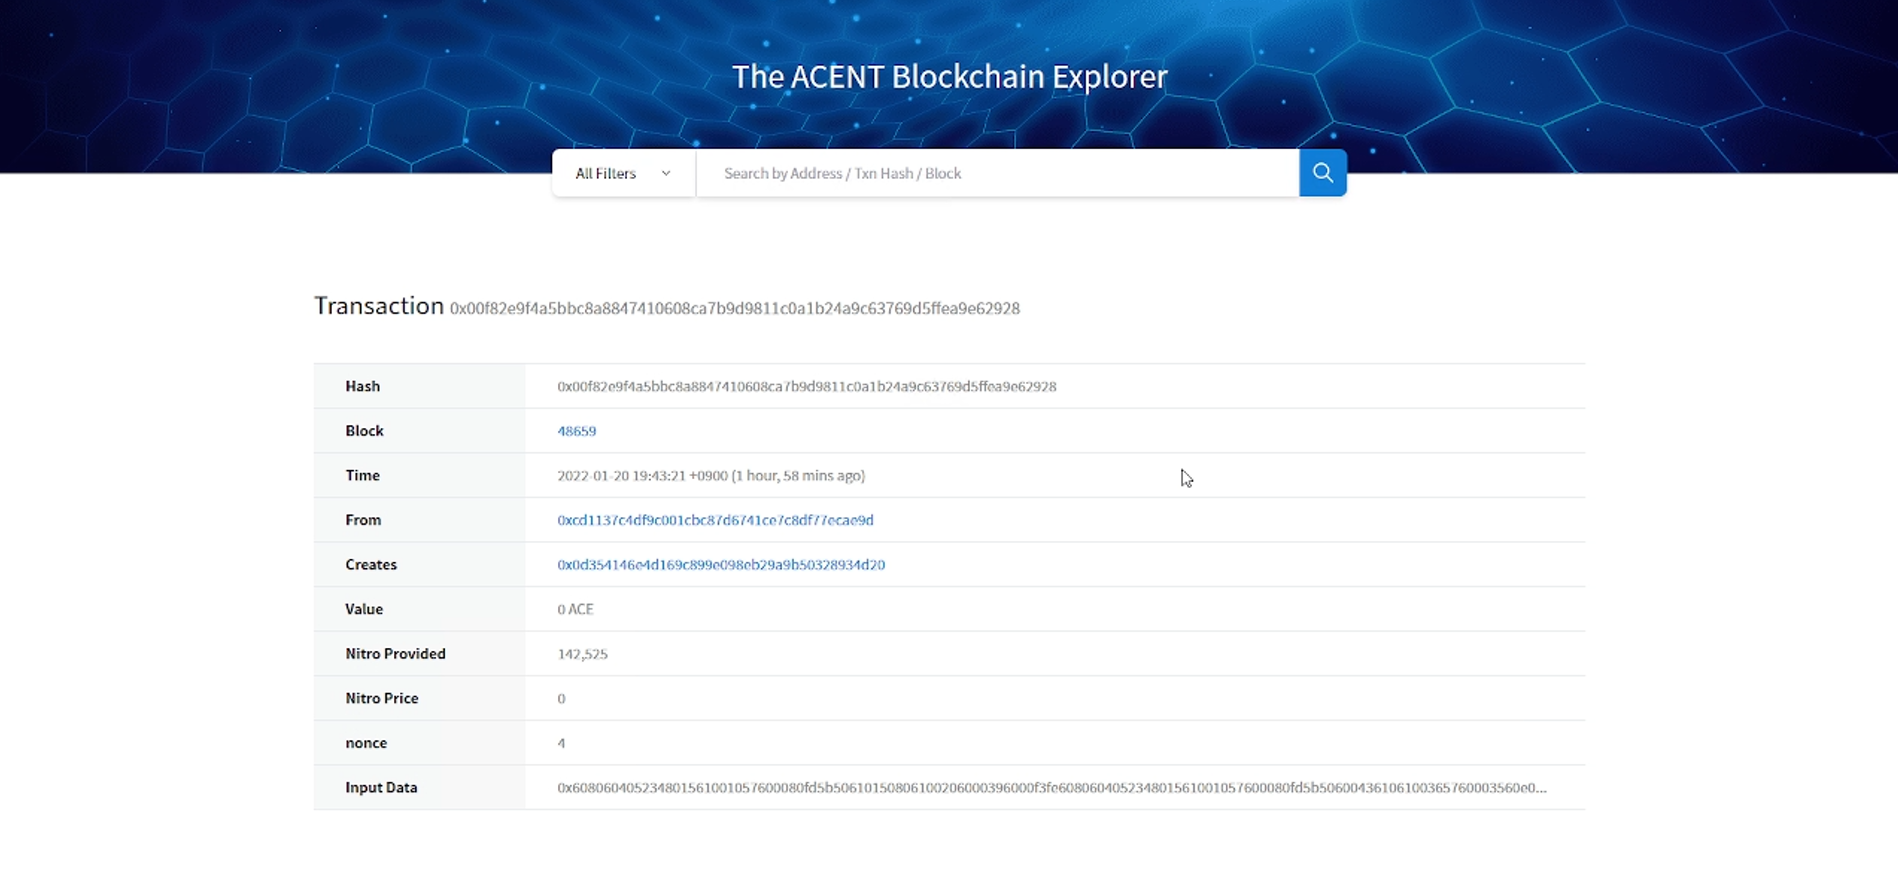 The ACENT Blockchain Explorer
All Filters
Search by Address / Txn Hash / Block
Transaction 0x00f82e9f4a5bbc8a8847410608ca7b9d9811c0a1b24a9c63769d5ffea9e62928
Hash 0x00f82e9f4a5bbc8a8847410608ca7b9d9811c0a1b24a9c63769d5ffea9e62928
Block 48659
Time 2022-01-20 19:43:21 +0900 (1 hour, 58 mins ago)
From 0xcd1137c4df9c001cbc87d6741ce7c8df77ecae9d
Creates 0x0d354146e4d169c899e098eb29a9b50328934d20
Value 0 ACE
Nitro Provided 142,525
Nitro Price 0
nonce 4
Input Data 0x608060405234801561001057600080fd5b50610150806100206000396000f3fe608060405234801561001057600080fd5b50600436106100365760003560e0...